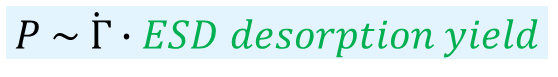 P ~ Γ̇ · ESD desorption yield